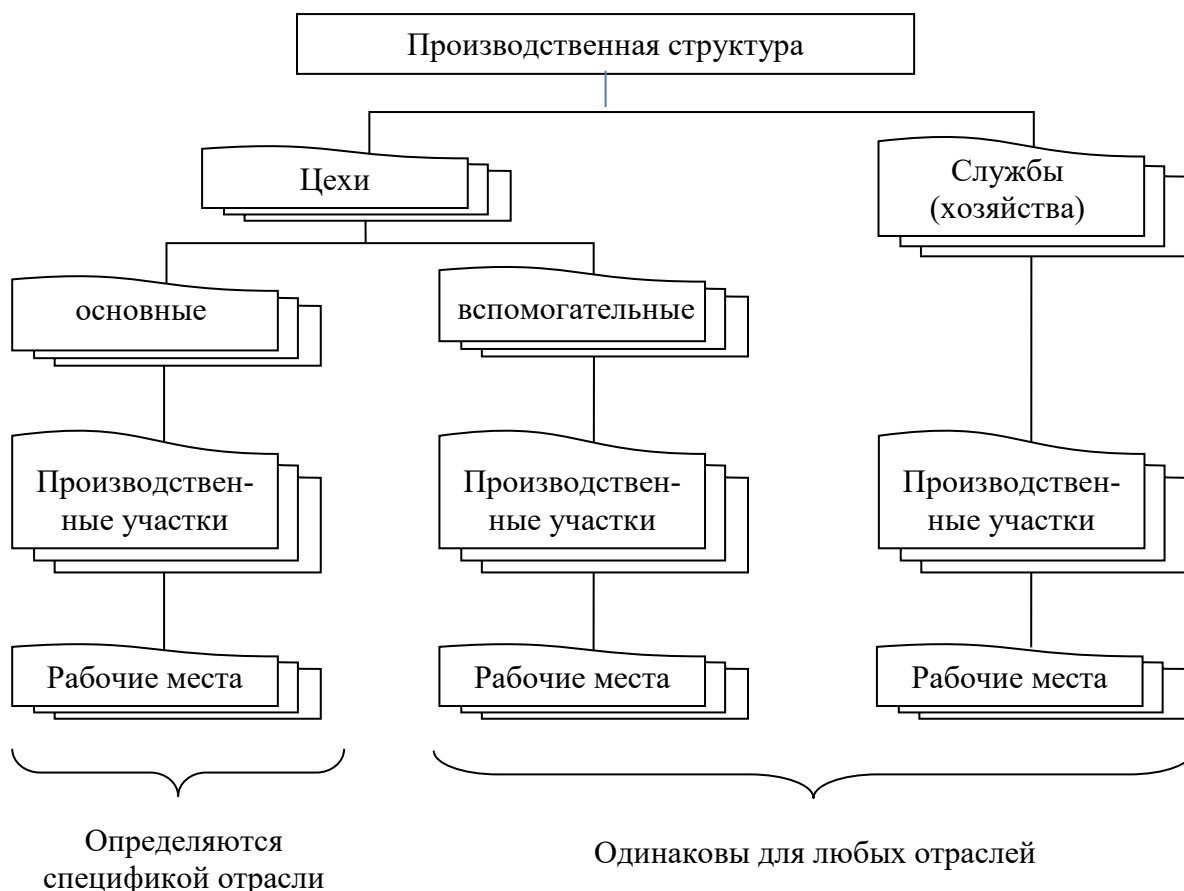 Производственная структура
Цехи
Службы
(хозяйства)
основные
вспомогательные
Производствен-
ные участки
Производствен-
ные участки
Производствен-
ные участки
Рабочие места
Рабочие места
Рабочие места
Определяются
спецификой отрасли
Одинаковы для любых отраслей